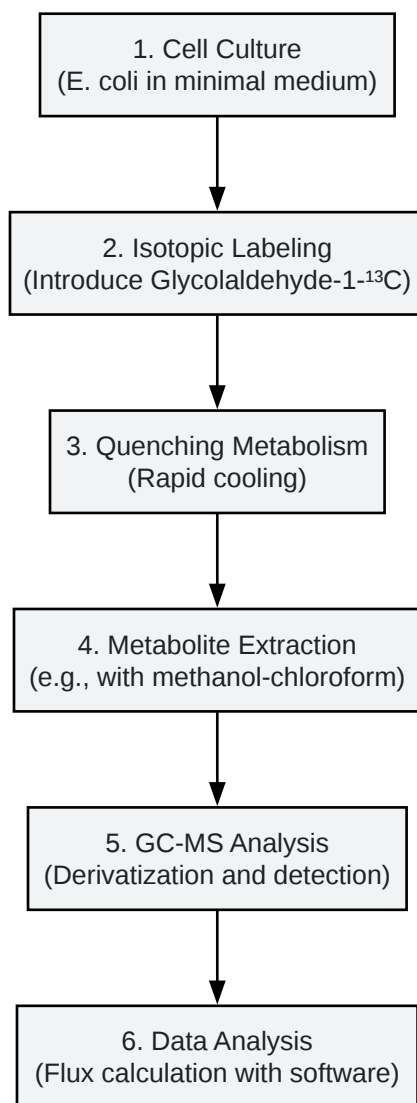 1. Cell Culture
(E. coli in minimal medium)
2. Isotopic Labeling
(Introduce Glycolaldehyde-1-¹³C)
3. Quenching Metabolism
(Rapid cooling)
4. Metabolite Extraction
(e.g., with methanol-chloroform)
5. GC-MS Analysis
(Derivatization and detection)
6. Data Analysis
(Flux calculation with software)